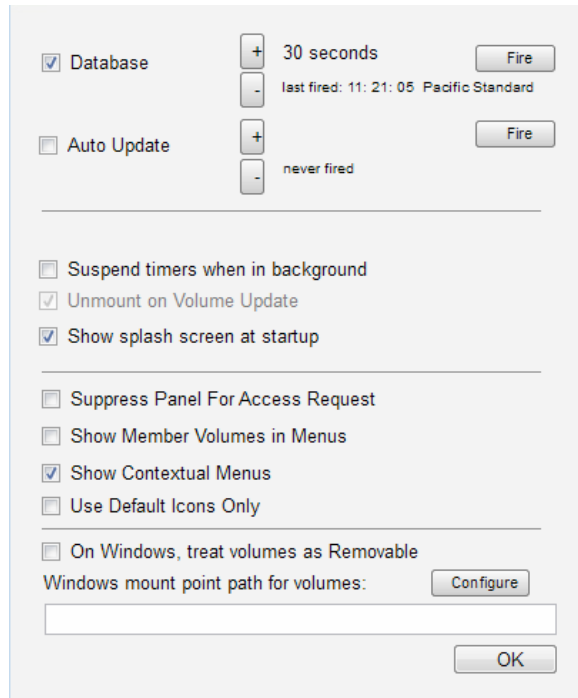 Database + 30 seconds Fire
- last fired: 11: 21: 05 Pacific Standard
Auto Update + Fire
- never fired
Suspend timers when in background
Unmount on Volume Update
Show splash screen at startup
Suppress Panel For Access Request
Show Member Volumes in Menus
Show Contextual Menus
Use Default Icons Only
On Windows, treat volumes as Removable
Windows mount point path for volumes: Configure
OK